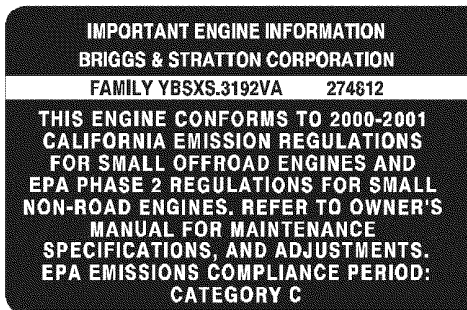 IMPORTANT ENGINE INFORMATION
BRIGGS & STRATTON CORPORATION
FAMILY YBSXS.3192VA 274812
THIS ENGINE CONFORMS TO 2000-2001
CALIFORNIA EMISSION REGULATIONS
FOR SMALL OFFROAD ENGINES AND
EPA PHASE 2 REGULATIONS FOR SMALL
NON-ROAD ENGINES. REFER TO OWNER'S
MANUAL FOR MAINTENANCE
SPECIFICATIONS, AND ADJUSTMENTS.
EPA EMISSIONS COMPLIANCE PERIOD:
CATEGORY C